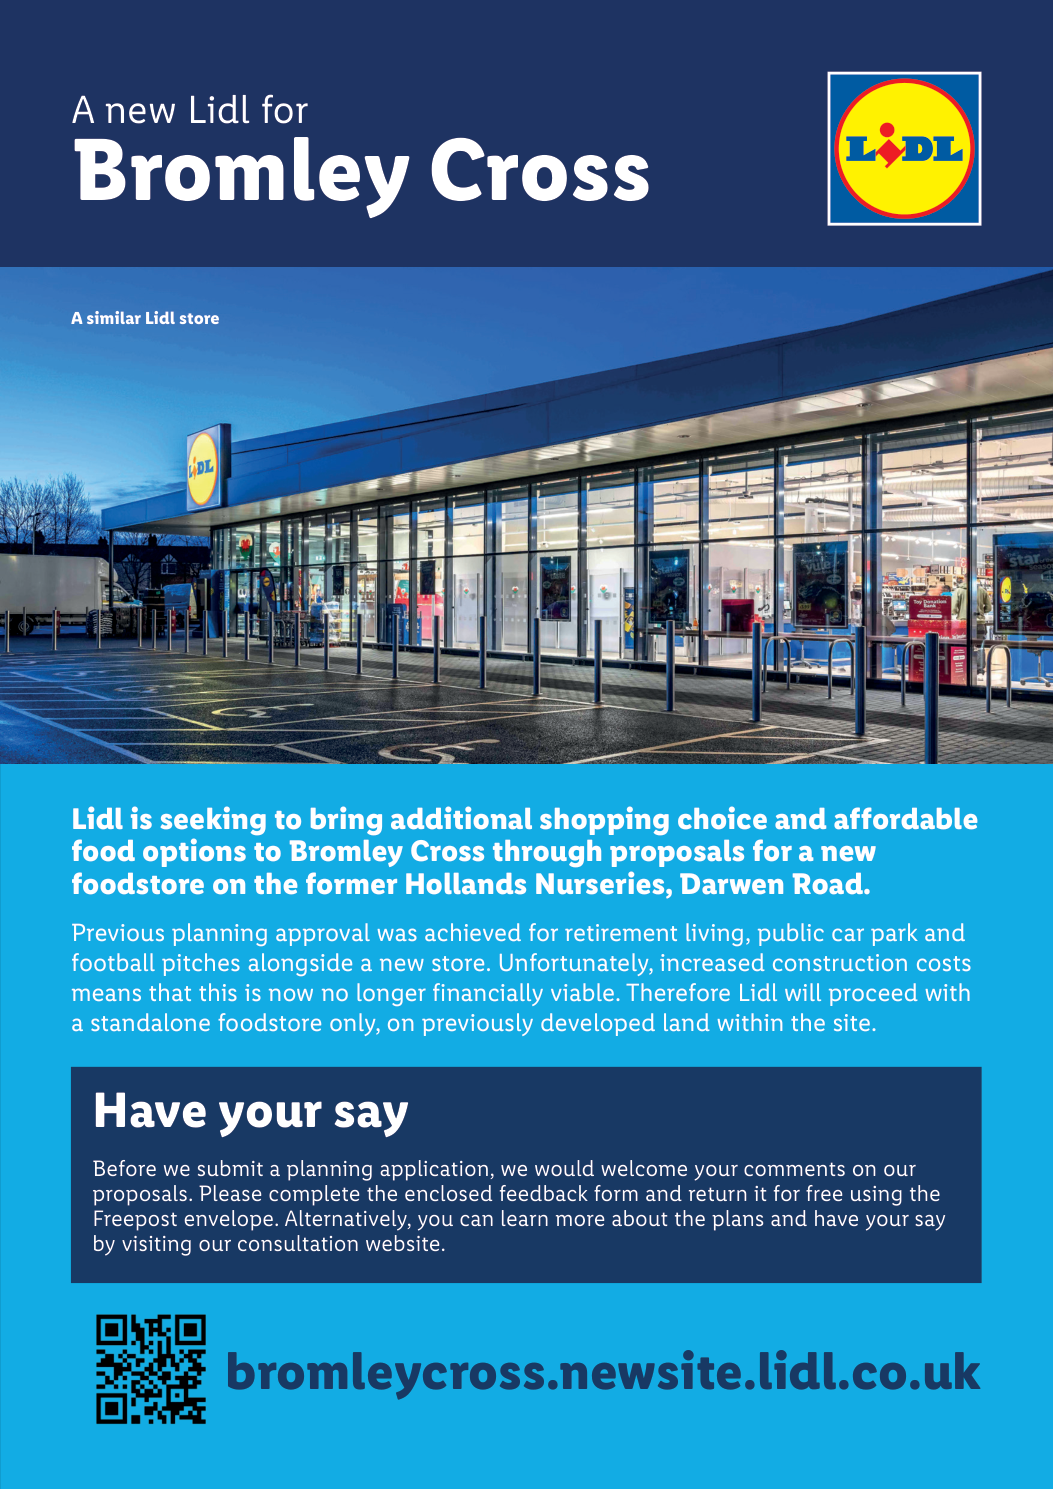 A new Lidl for
Bromley Cross
LIDL
A similar Lidl store
LIDL
Toy Donation
Bank
Lidl is seeking to bring additional shopping choice and affordable
food options to Bromley Cross through proposals for a new
foodstore on the former Hollands Nurseries, Darwen Road.
Previous planning approval was achieved for retirement living, public car park and
football pitches alongside a new store. Unfortunately, increased construction costs
means that this is now no longer financially viable. Therefore Lidl will proceed with
a standalone foodstore only, on previously developed land within the site.
Have your say
Before we submit a planning application, we would welcome your comments on our
proposals. Please complete the enclosed feedback form and return it for free using the
Freepost envelope. Alternatively, you can learn more about the plans and have your say
by visiting our consultation website.
bromleycross.newsite.lidl.co.uk